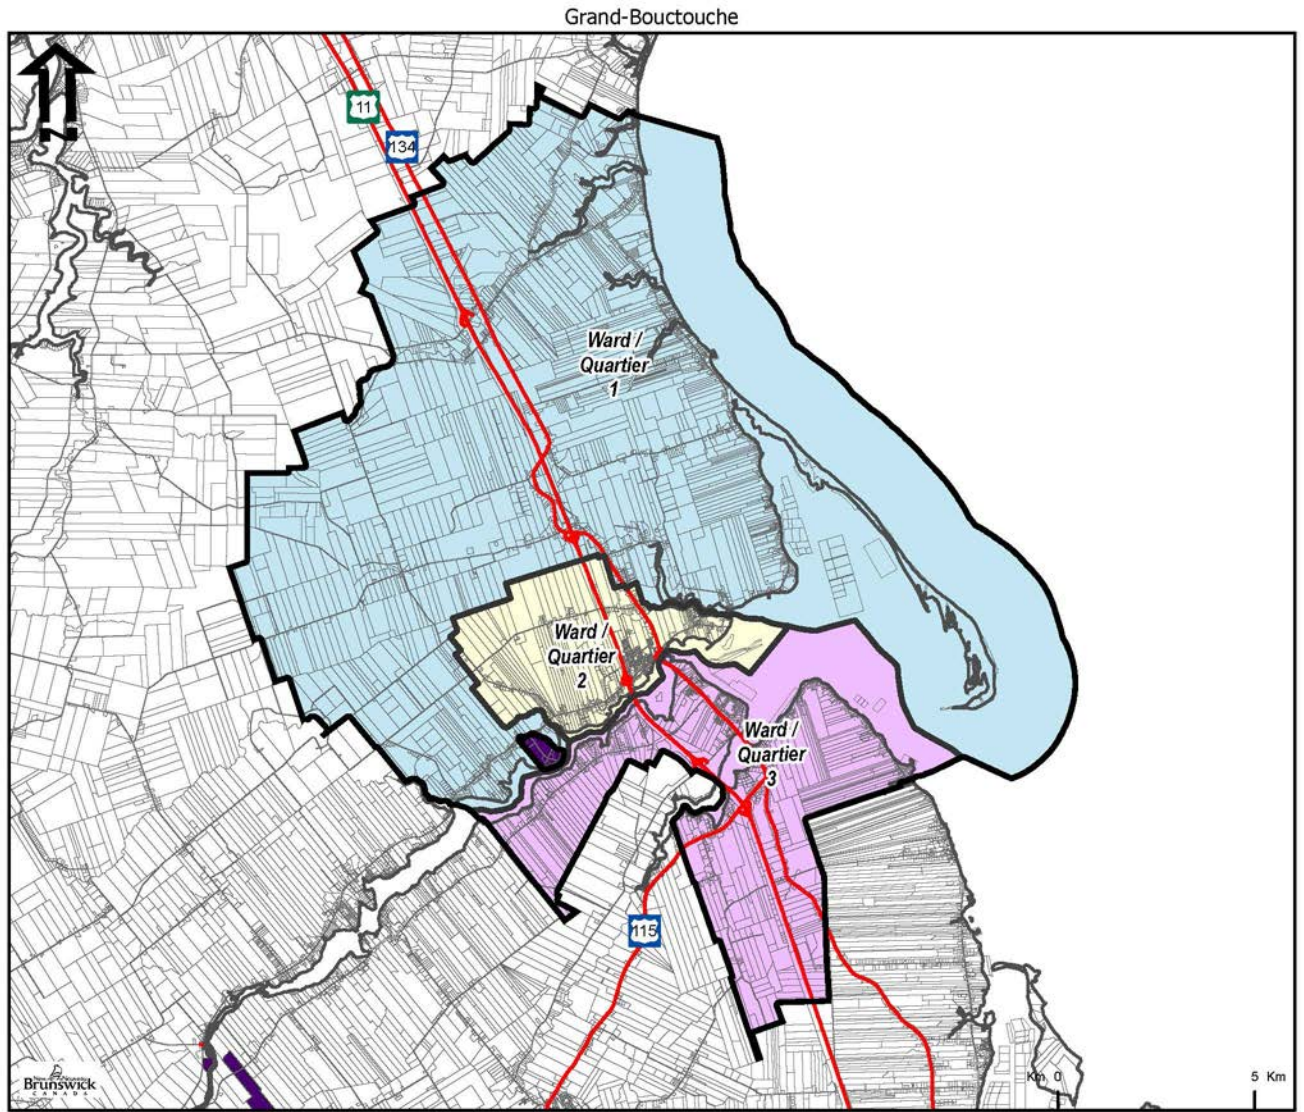 Grand-Bouctouche
11
134
Ward /
Quartier
1
Ward /
Quartier
2
Ward /
Quartier
3
115
N
Brunswick
CANADA
Km 0 5 Km